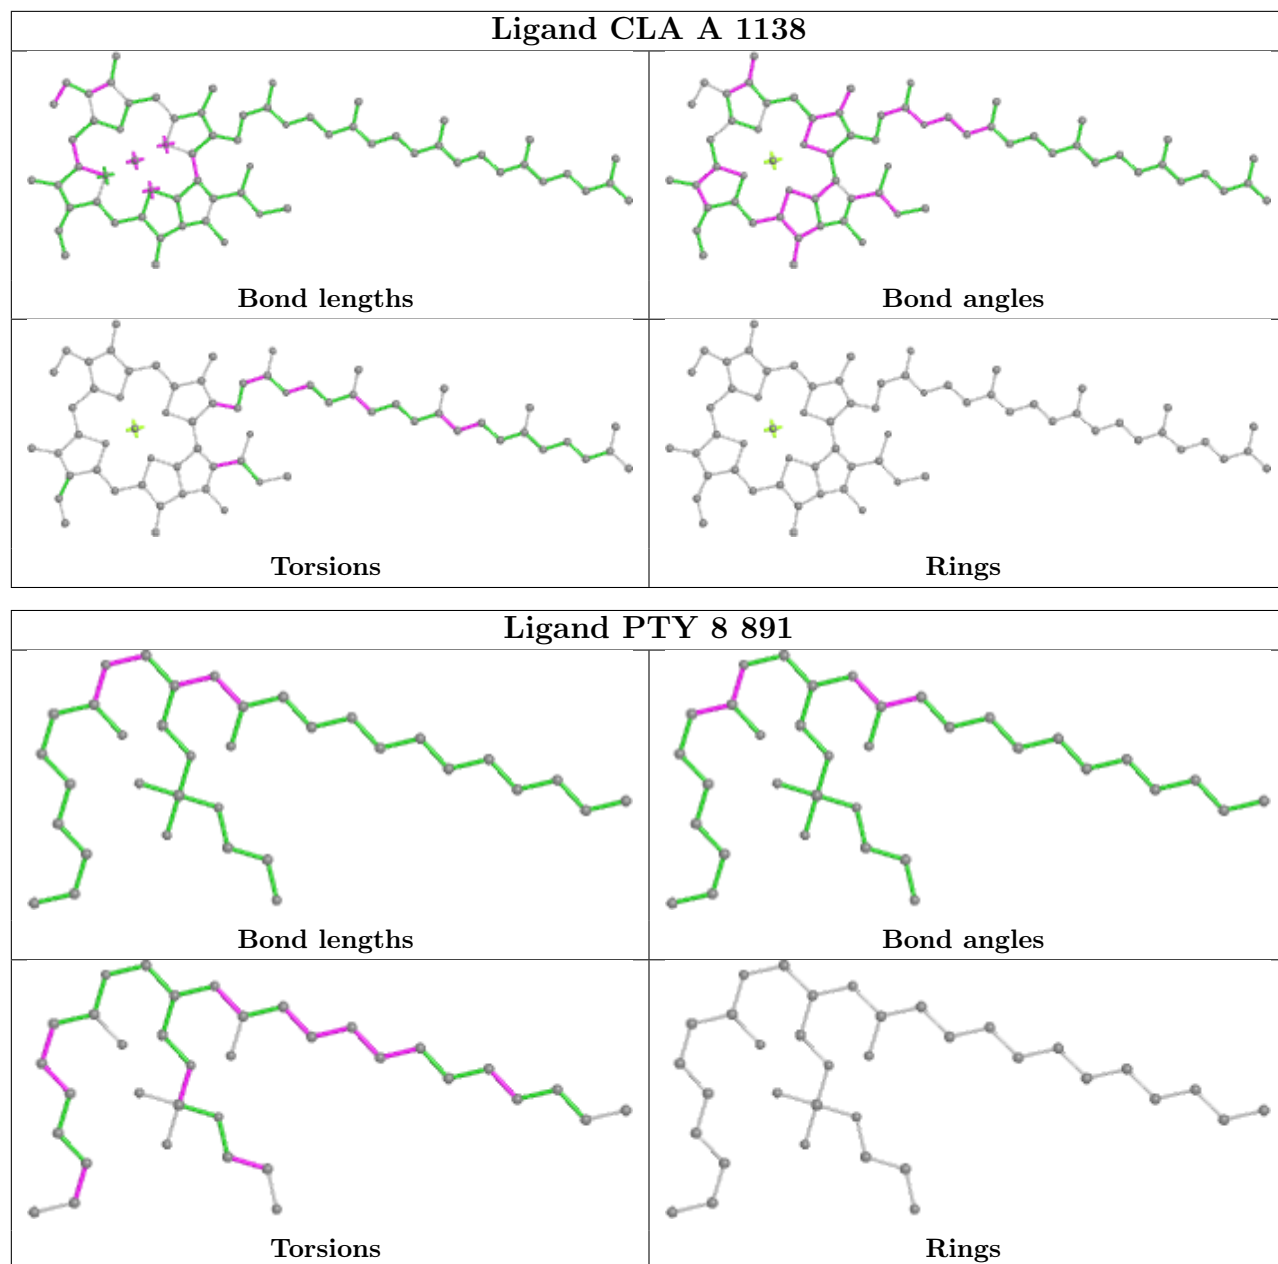 Ligand CLA A 1138
Bond lengths
Bond angles
Torsions
Rings
Ligand PTY 8 891
Bond lengths
Bond angles
Torsions
Rings